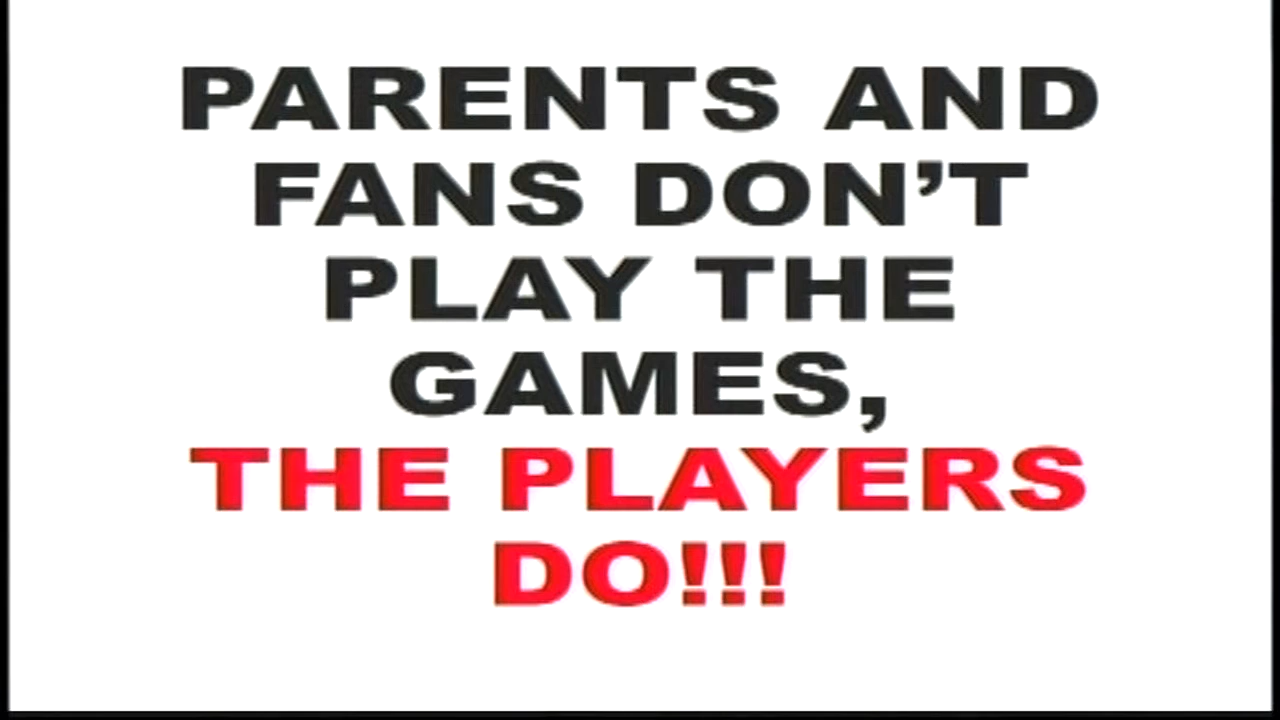 PARENTS AND
FANS DON’T
PLAY THE
GAMES,
THE PLAYERS
DO!!!